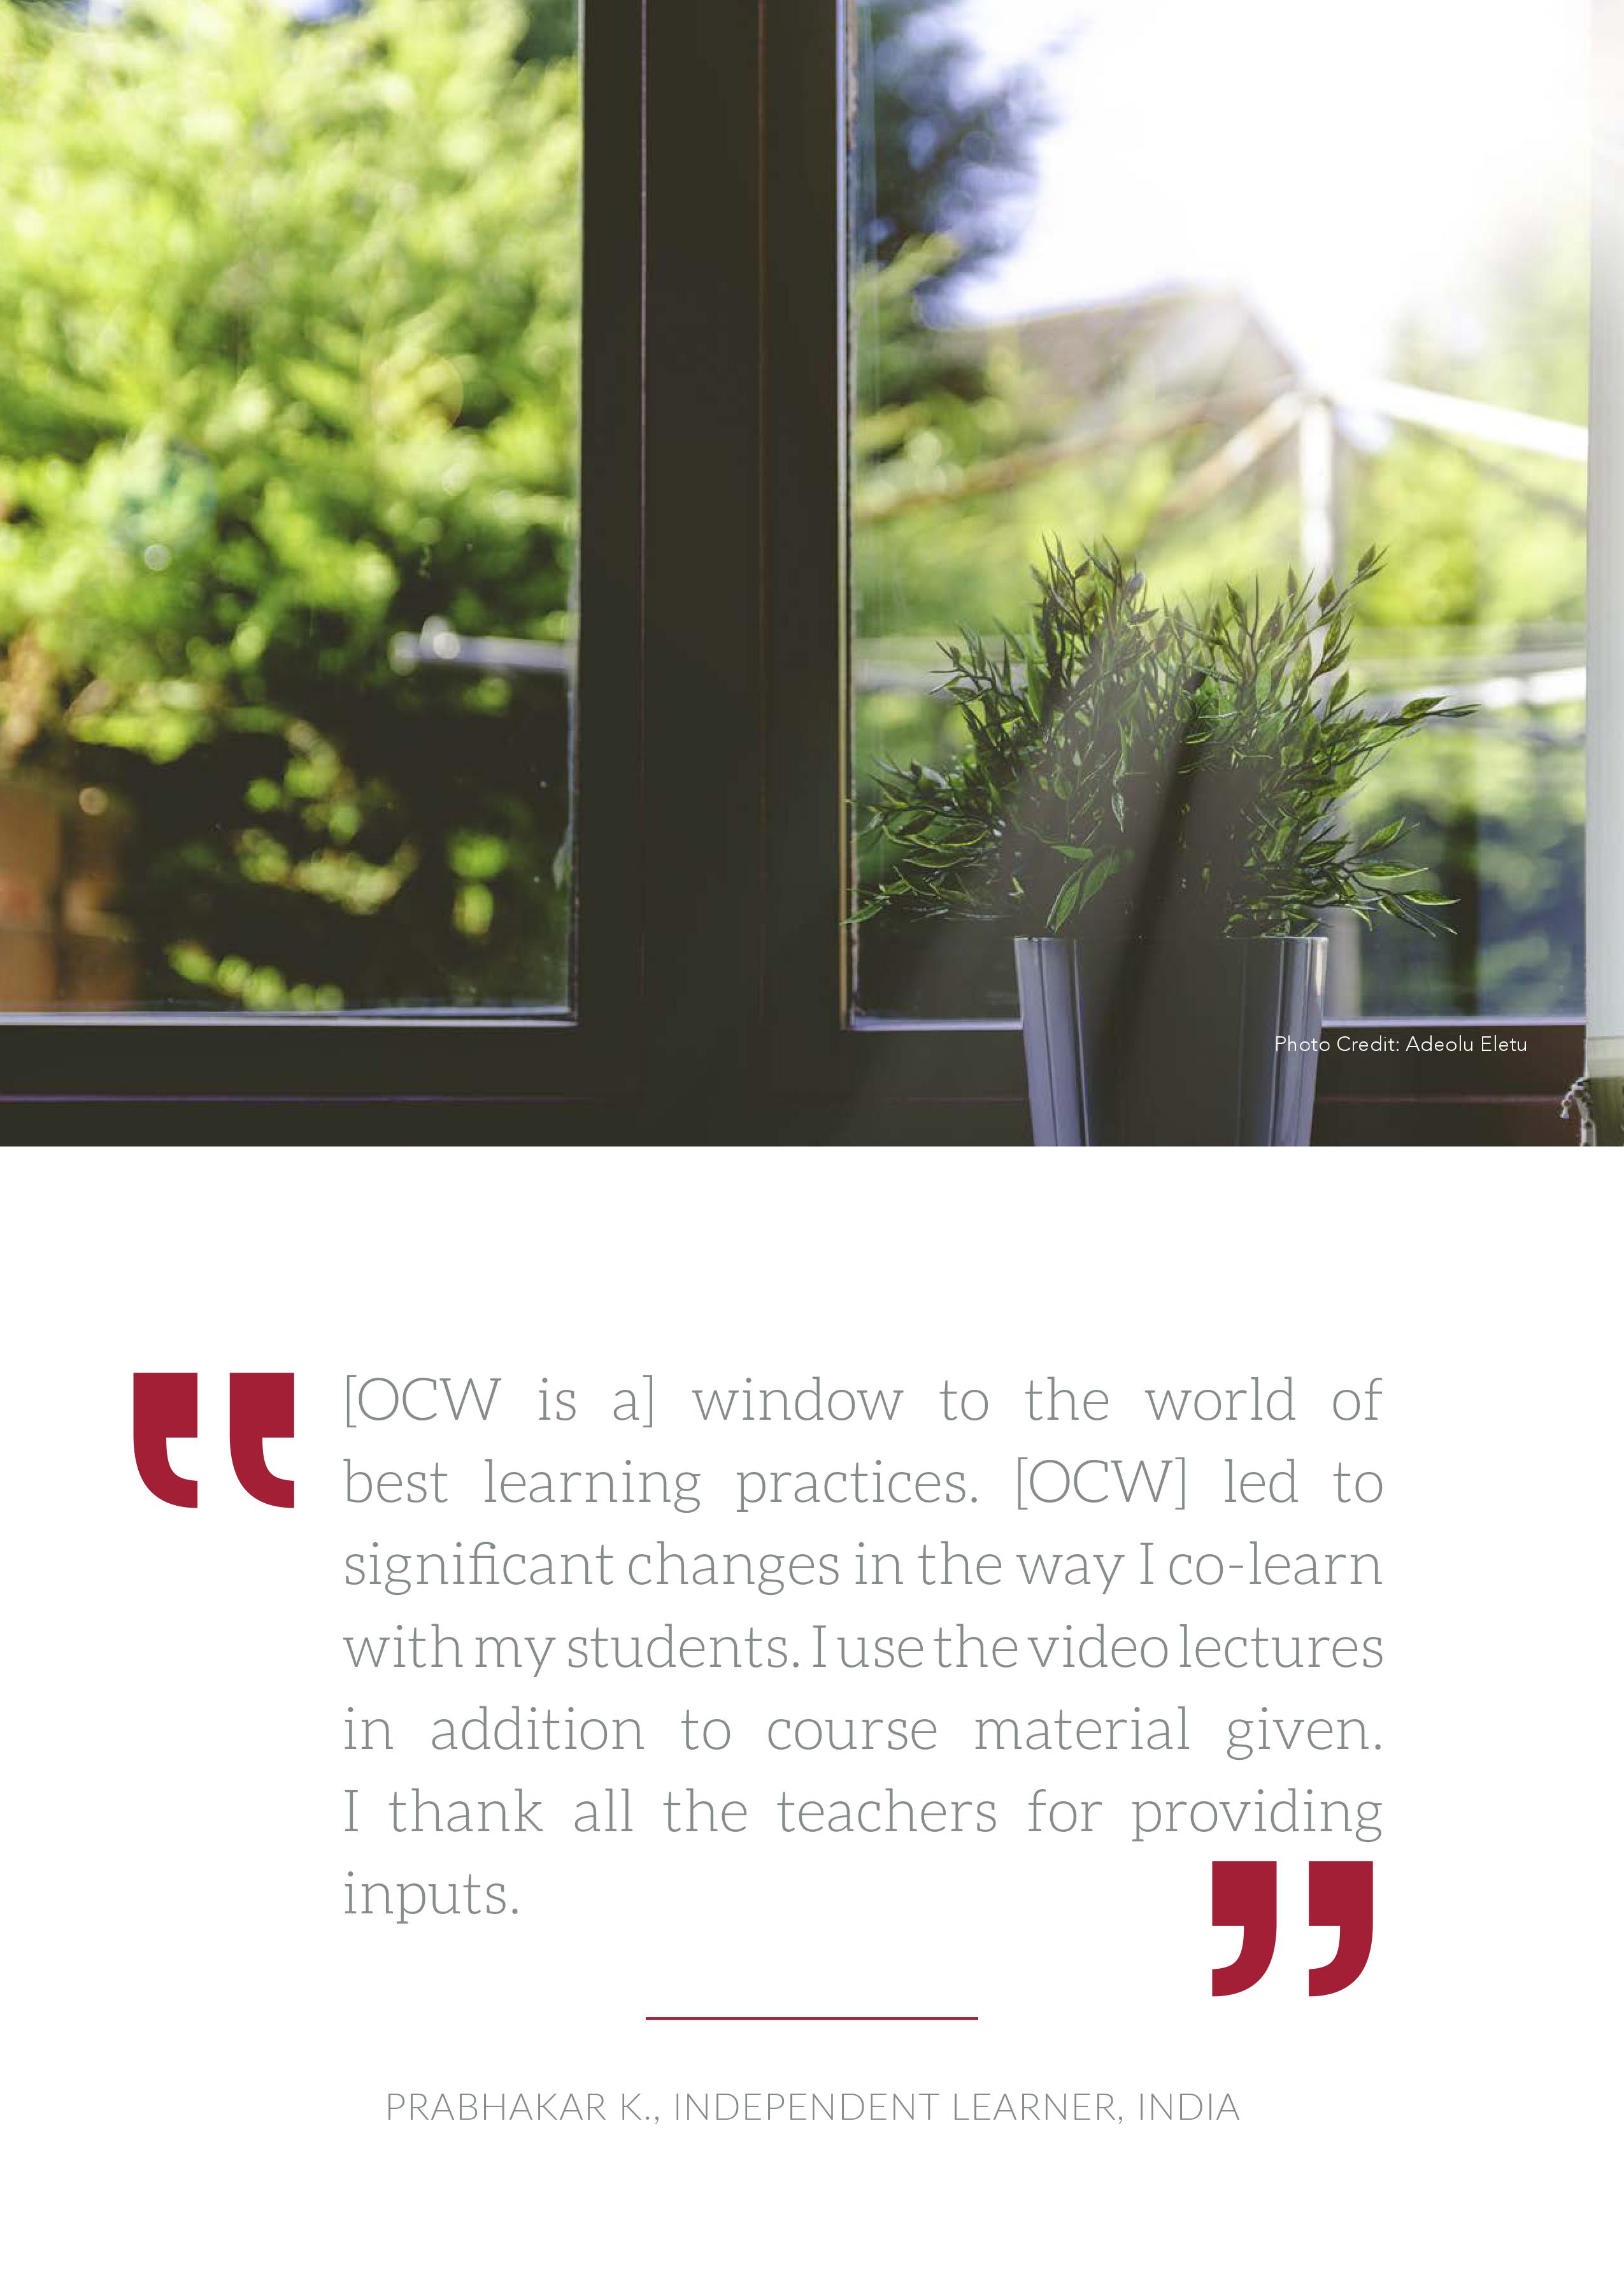 Photo Credit: Adeolu Eletu
“[OCW is a] window to the world of
best learning practices. [OCW] led to
significant changes in the way I co-learn
with my students. I use the video lectures
in addition to course material given.
I thank all the teachers for providing
inputs.”
PRABHAKAR K., INDEPENDENT LEARNER, INDIA